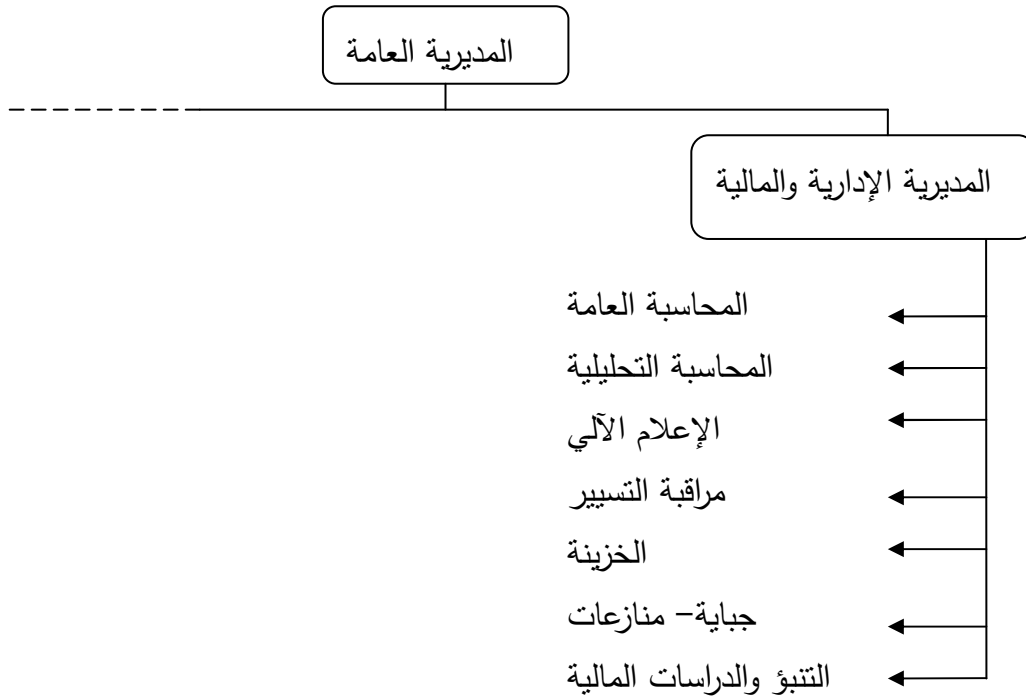 المديرية العامة
المديرية الإدارية والمالية
المحاسبة العامة
المحاسبة التحليلية
الإعلام الآلي
مراقبة التسيير
الخزينة
جباية– منازعات
التنبؤ والدراسات المالية